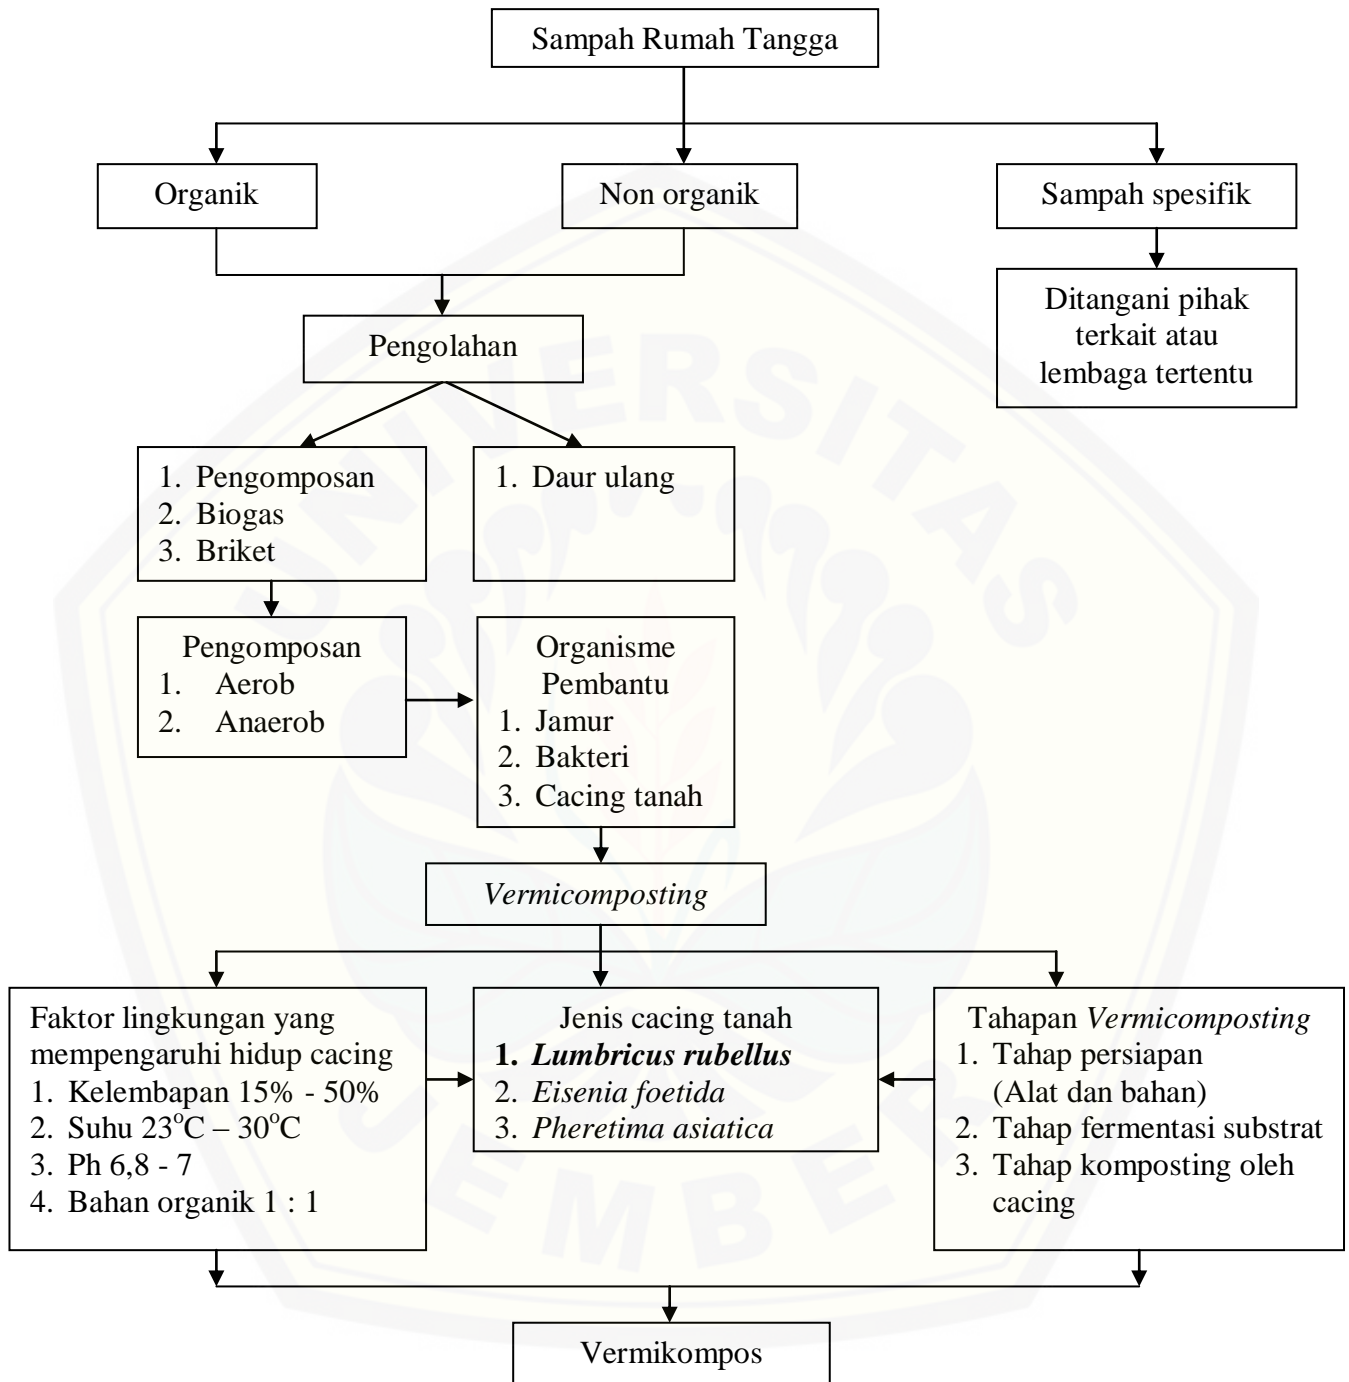 Sampah Rumah Tangga
Organik
Non organik
Sampah spesifik
Ditangani pihak
terkait atau
lembaga tertentu
Pengolahan
1. Pengomposan
2. Biogas
3. Briket
1. Daur ulang
Pengomposan
1. Aerob
2. Anaerob
Organisme
Pembantu
1. Jamur
2. Bakteri
3. Cacing tanah
Vermicomposting
Faktor lingkungan yang
mempengaruhi hidup cacing
1. Kelembapan 15% - 50%
2. Suhu 23°C – 30°C
3. Ph 6,8 - 7
4. Bahan organik 1 : 1
Jenis cacing tanah
1. Lumbricus rubellus
2. Eisenia foetida
3. Pheretima asiatica
Tahapan Vermicomposting
1. Tahap persiapan
(Alat dan bahan)
2. Tahap fermentasi substrat
3. Tahap komposting oleh
cacing
Vermikompos
UNIVERSITAS
JEMBER